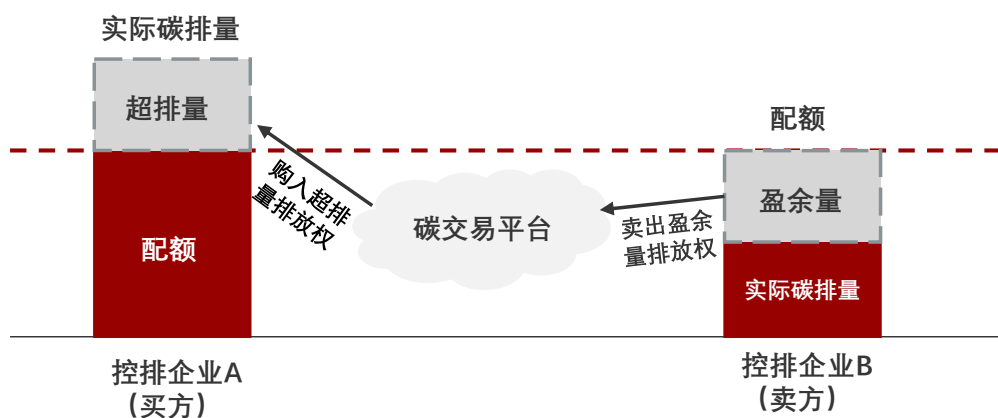 实际碳排量
超排量
配额
控排企业A
（买方）
购入超排
量排放权
碳交易平台
卖出盈余
量排放权
配额
盈余量
实际碳排量
控排企业B
（卖方）